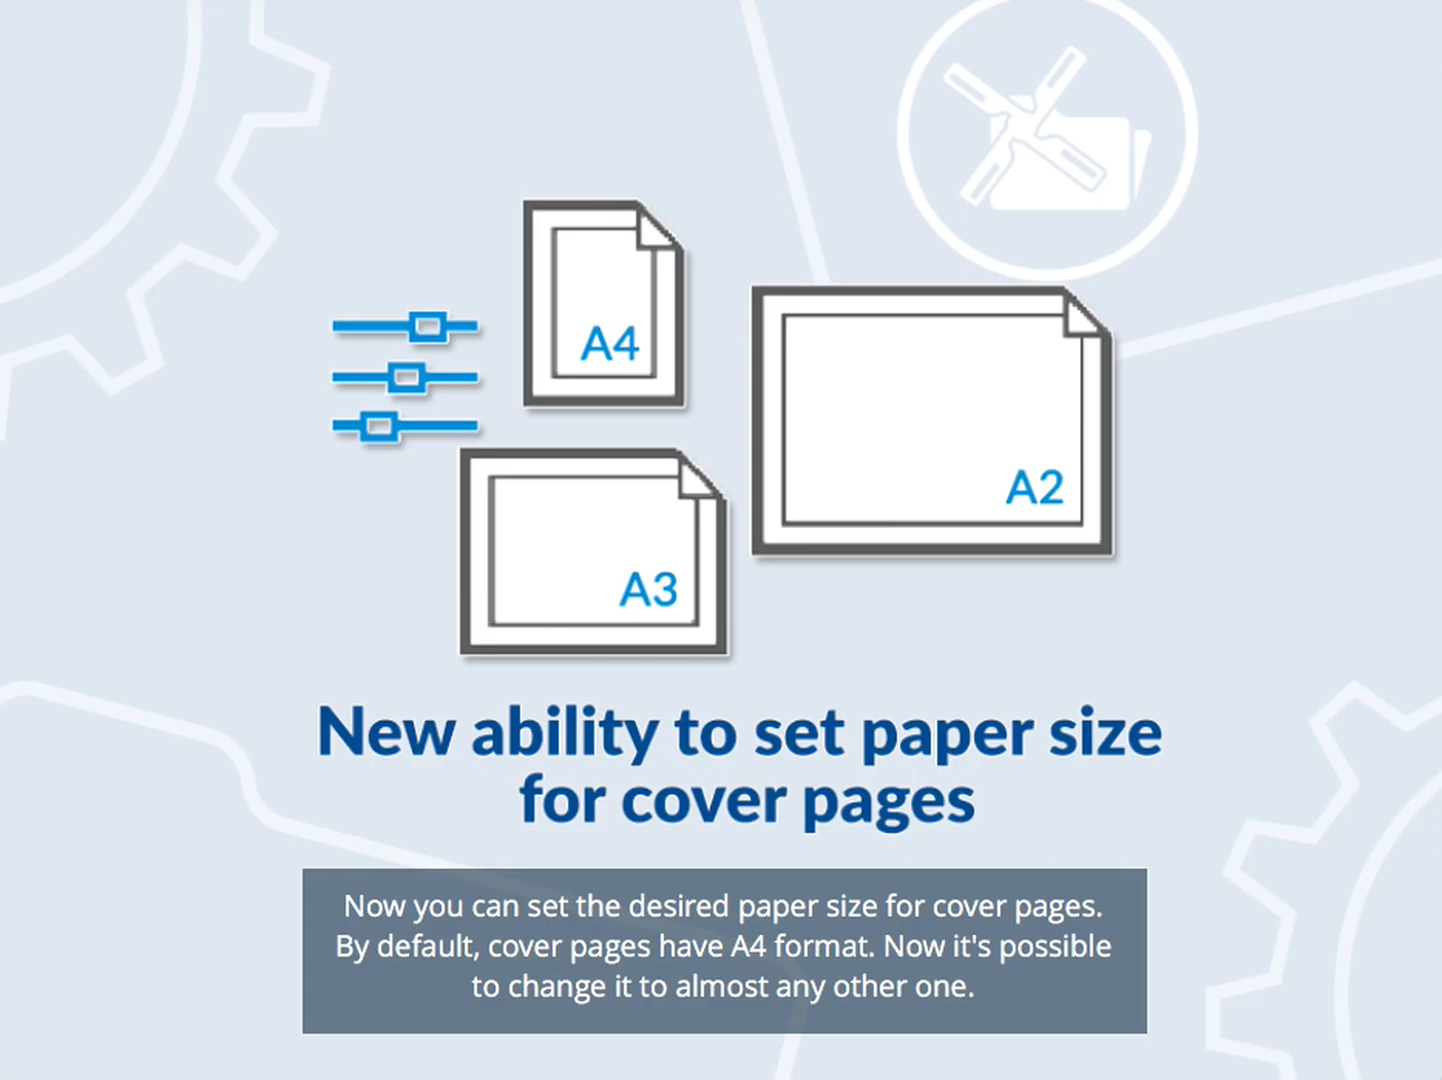 A4
A2
A3
New ability to set paper size
for cover pages
Now you can set the desired paper size for cover pages.
By default, cover pages have A4 format. Now it's possible
to change it to almost any other one.